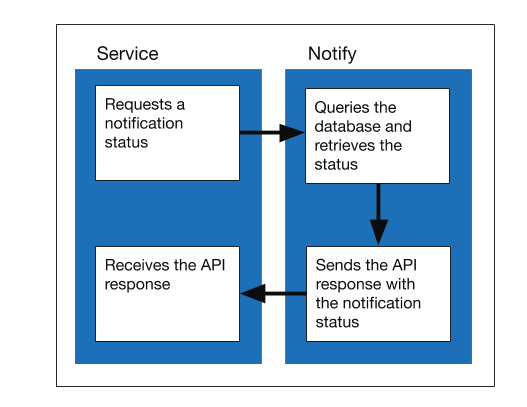 Service
Notify
Requests a
notification
status
Queries the
database and
retrieves the
status
Sends the API
response with
the notification
status
Receives the API
response